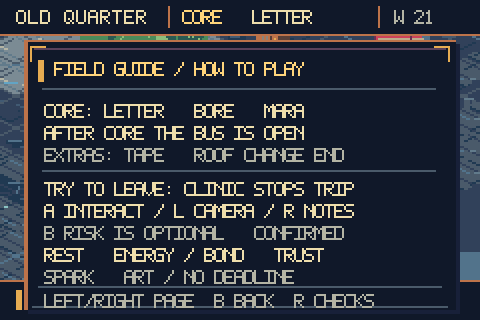 OLD QUARTER CORE LETTER W 21
FIELD GUIDE / HOW TO PLAY
CORE: LETTER BORE MARA
AFTER CORE THE BUS IS OPEN
EXTRAS: TAPE ROOF CHANGE END
TRY TO LEAVE: CLINIC STOPS TRIP
A INTERACT / L CAMERA / R NOTES
B RISK IS OPTIONAL CONFIRMED
REST ENERGY / BOND TRUST
SPARK ART / NO DEADLINE
LEFT/RIGHT PAGE B BACK R CHECKS